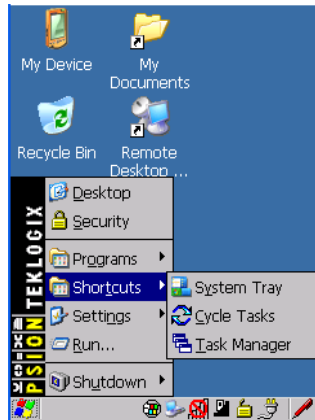 My Device
My
Documents
Recycle Bin
Remote
Desktop ...
PSION TEKLOGIX
Desktop
Security
Programs
Shortcuts
Settings
Run...
Shutdown
System Tray
Cycle Tasks
Task Manager